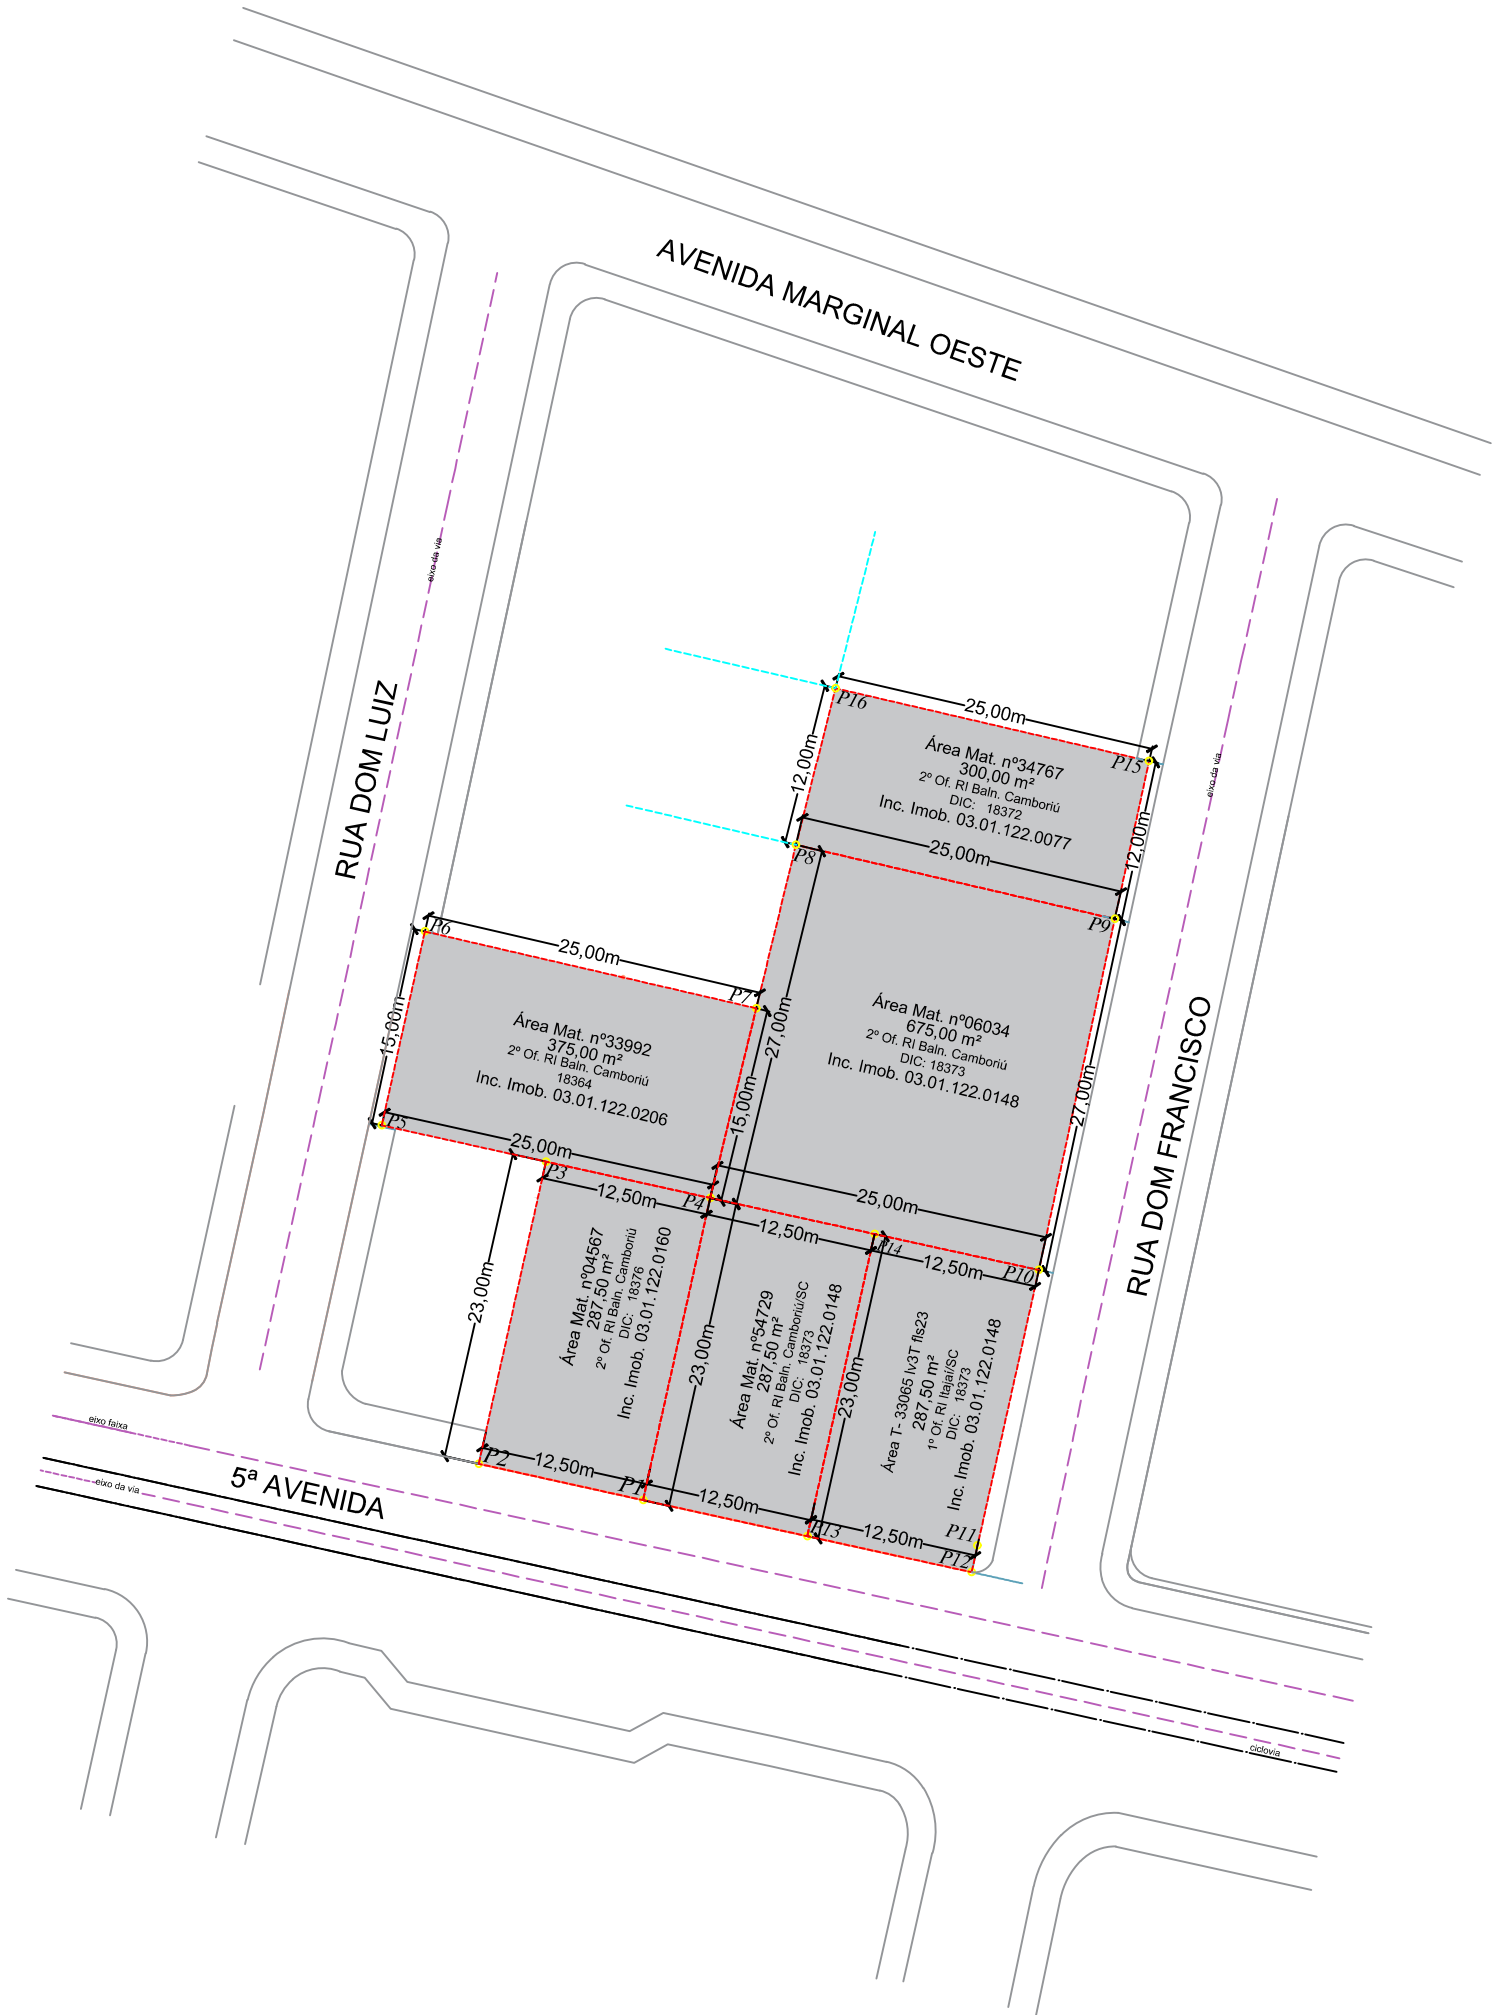 AVENIDA MARGINAL OESTE
eixo da via
RUA DOM LUIZ
P16
25,00m
P15
12,00m
Área Mat. nº34767
300,00 m²
2º Of. RI Baln. Camboriú
DIC: 18372
Inc. Imob. 03.01.122.0077
12,00m
eixo da via
25,00m
P8
P9
P6
25,00m
P7
15,00m
Área Mat. nº33992
375,00 m²
2º Of. RI Baln. Camboriú
18364
Inc. Imob. 03.01.122.0206
27,00m
Área Mat. nº06034
675,00 m²
2º Of. RI Baln. Camboriú
DIC: 18373
Inc. Imob. 03.01.122.0148
27,00m
RUA DOM FRANCISCO
15,00m
P5
25,00m
P3
12,50m
P4
25,00m
12,50m
P14
12,50m
P10
23,00m
Área Mat. nº04567
287,50 m²
2º Of. RI Baln. Camboriú
DIC: 18376
Inc. Imob. 03.01.122.0160
23,00m
Área Mat. nº54729
287,50 m²
2º Of. RI Baln. Camboriú/SC
DIC: 18373
Inc. Imob. 03.01.122.0148
23,00m
Área T- 33065 lv3T fls23
287,50 m²
1º Of. RI Itajaí/SC
DIC: 18373
Inc. Imob. 03.01.122.0148
P2
12,50m
P1
12,50m
P13
12,50m
P11
P12
eixo faixa
5ª AVENIDA
eixo da via
ciclovia